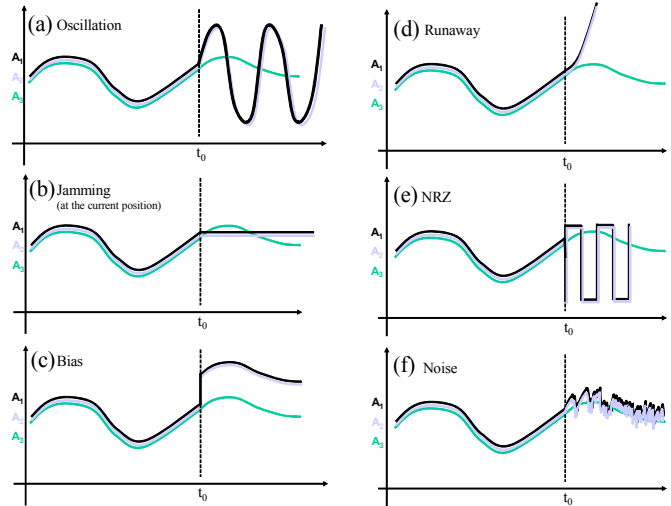 (a) Oscillation
A1
A2
A3
t0
(b) Jamming
(at the current position)
A1
A2
A3
t0
(c) Bias
A1
A2
A3
t0
(d) Runaway
A1
A2
A3
t0
(e) NRZ
A1
A2
A3
t0
(f) Noise
A1
A2
A3
t0